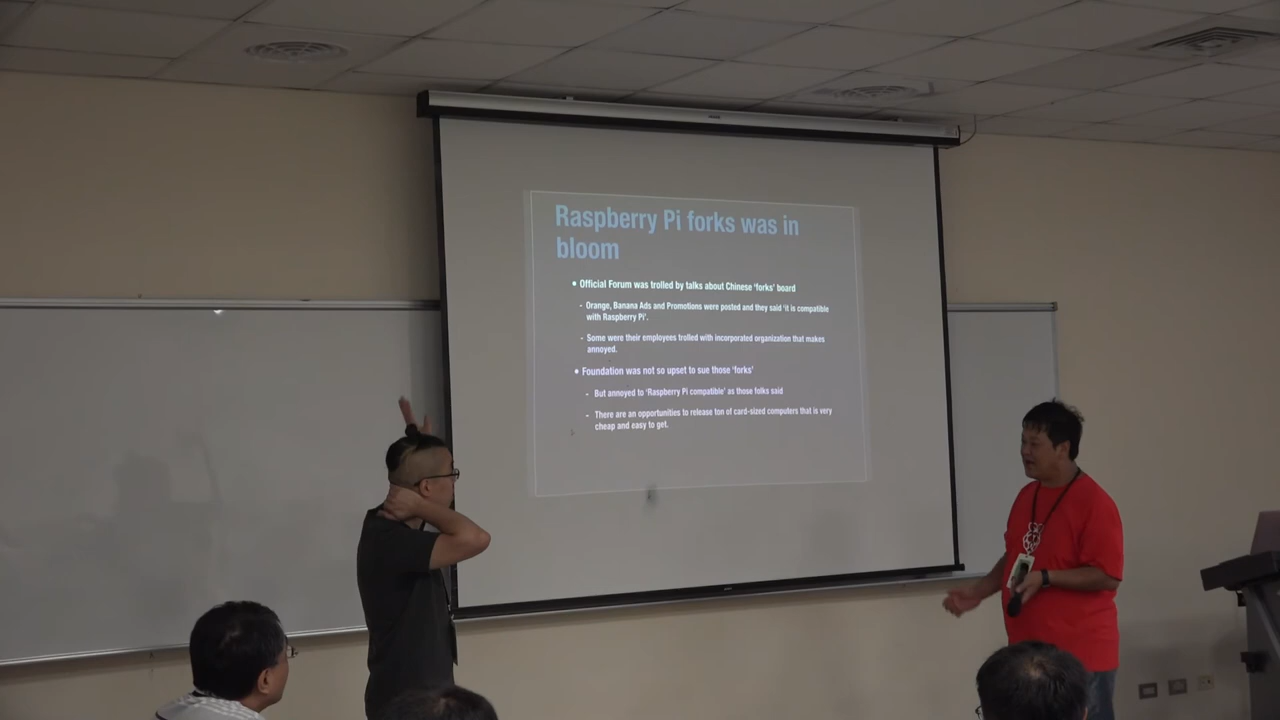 Raspberry Pi forks was in
bloom
• Official Forum was trolled by talks about Chinese 'forks' board
- Orange, Banana Ads and Promotions were posted and they said 'it is compatible
with Raspberry Pi'.
- Some were their employees trolled with incorporated organization that makes
annoyed.
• Foundation was not so upset to sue those 'forks'
- But annoyed to 'Raspberry Pi compatible' as those folks said
- There are an opportunities to release ton of card-sized computers that is very
cheap and easy to get.